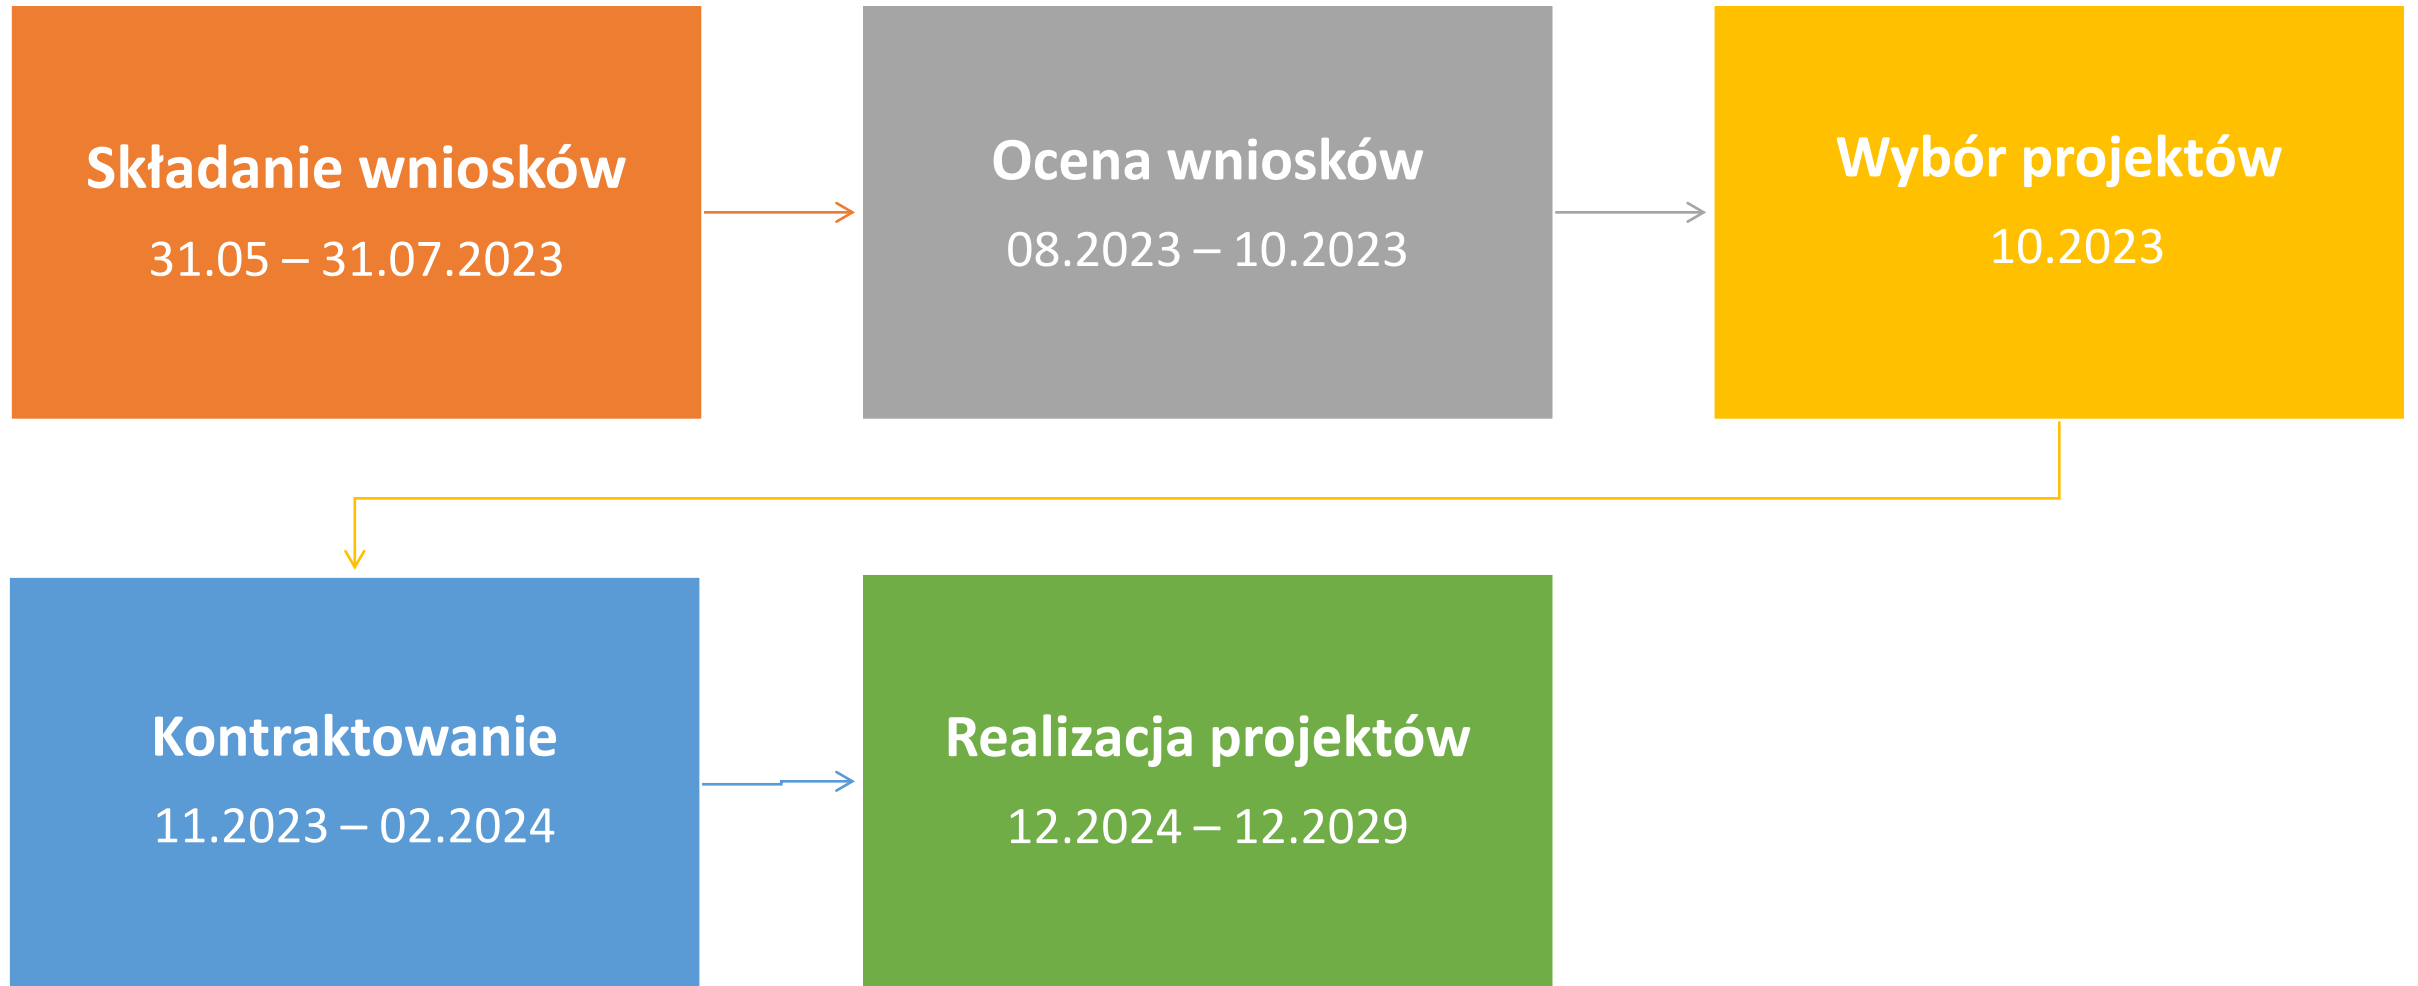 Składanie wniosków
31.05 – 31.07.2023
Ocena wniosków
08.2023 – 10.2023
Wybór projektów
10.2023
Kontraktowanie
11.2023 – 02.2024
Realizacja projektów
12.2024 – 12.2029